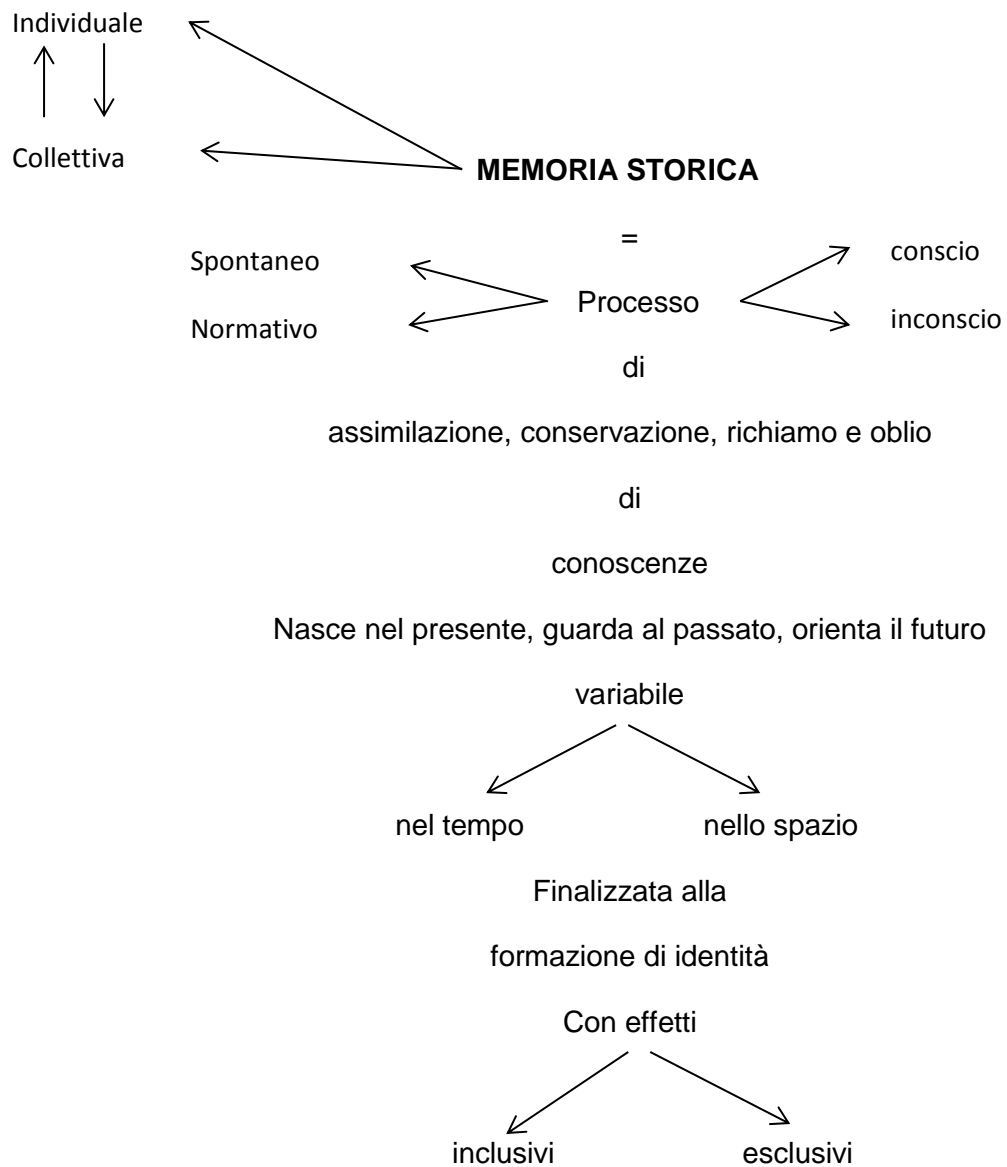 Individuale
Collettiva
MEMORIA STORICA
=
Spontaneo
conscio
Processo
Normativo
inconscio
di
assimilazione, conservazione, richiamo e oblio
di
conoscenze
Nasce nel presente, guarda al passato, orienta il futuro
variabile
nel tempo
nello spazio
Finalizzata alla
formazione di identità
Con effetti
inclusivi
esclusivi